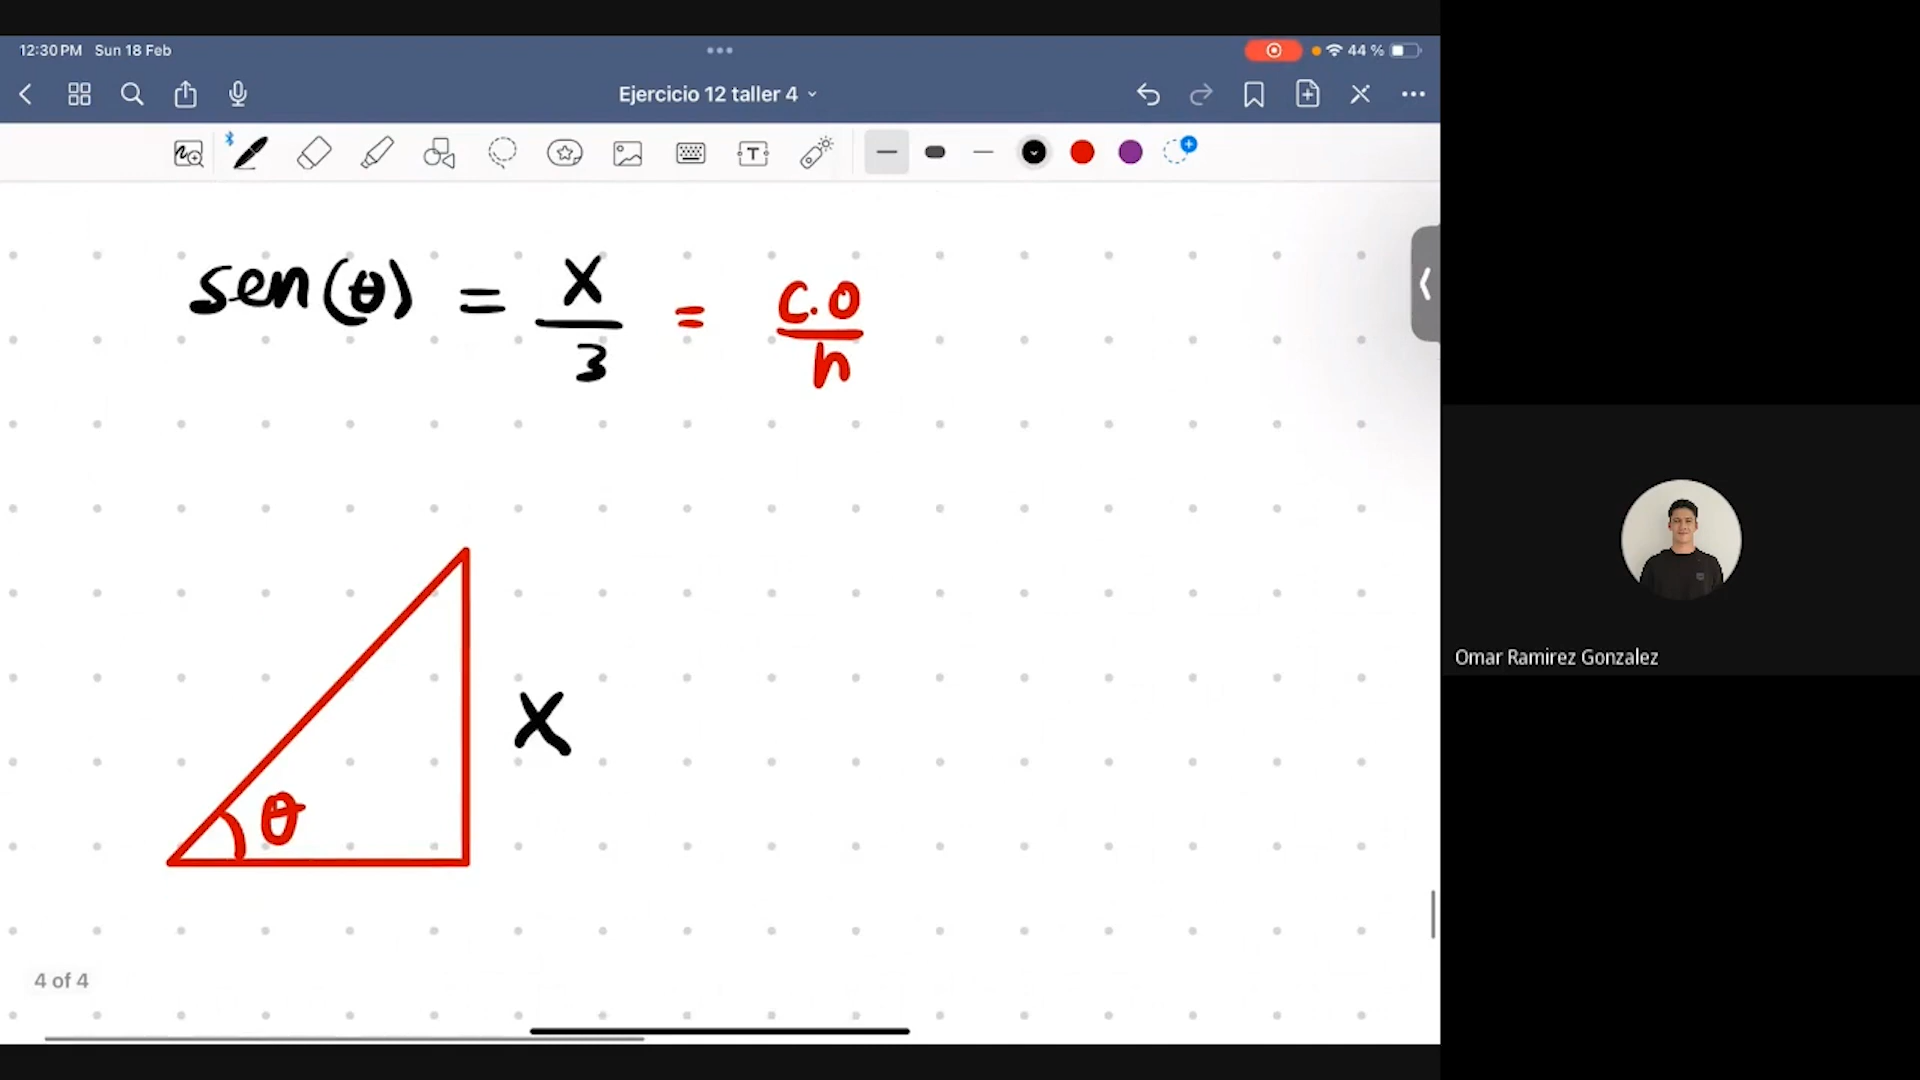 12:30 PM Sun 18 Feb
44 %
Ejercicio 12 taller 4
T
sen(θ) = x/3 = c.o/h
x
θ
Omar Ramirez Gonzalez
4 of 4